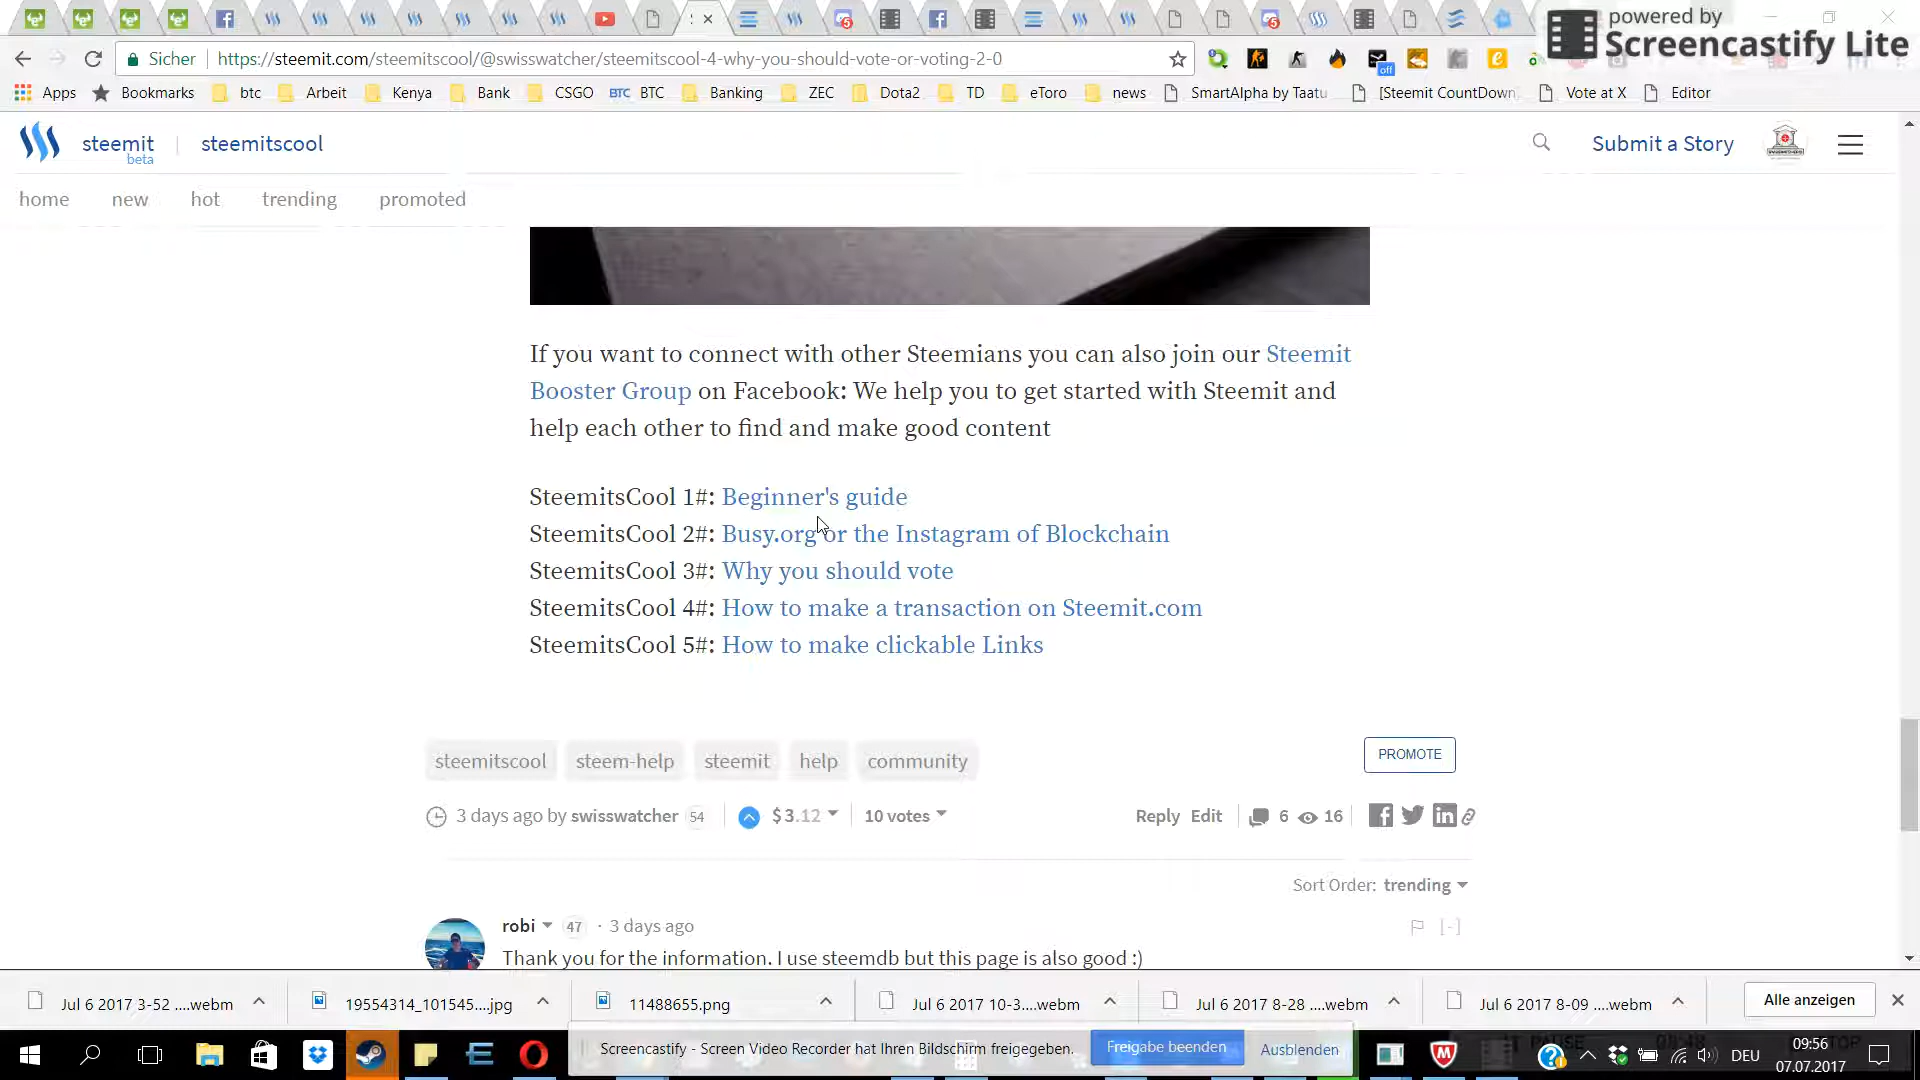 powered by
Screencastify Lite
Sicher
https://steemit.com/steemitscool/@swisswatcher/steemitscool-4-why-you-should-vote-or-voting-2-0
off
Apps Bookmarks btc Arbeit Kenya Bank CSGO BTC BTC Banking ZEC Dota2 TD eToro news SmartAlpha by Taatu [Steemit CountDown Vote at X Editor
steemit
beta
steemitscool
Submit a Story
home new hot trending promoted
If you want to connect with other Steemians you can also join our Steemit
Booster Group on Facebook: We help you to get started with Steemit and
help each other to find and make good content
SteemitsCool 1#: Beginner's guide
SteemitsCool 2#: Busy.org or the Instagram of Blockchain
SteemitsCool 3#: Why you should vote
SteemitsCool 4#: How to make a transaction on Steemit.com
SteemitsCool 5#: How to make clickable Links
steemitscool steem-help steemit help community
PROMOTE
3 days ago by swisswatcher 54 $ 3.12 10 votes Reply Edit 6 16
Sort Order: trending
robi 47 · 3 days ago [-]
Thank you for the information. I use steemdb but this page is also good :)
Jul 6 2017 3-52 ....webm 19554314_101545....jpg 11488655.png Jul 6 2017 10-3....webm Jul 6 2017 8-28 ....webm Jul 6 2017 8-09 ....webm Alle anzeigen
Screencastify - Screen Video Recorder hat Ihren Bildschirm freigegeben. Freigabe beenden Ausblenden
DEU
09:56
07.07.2017